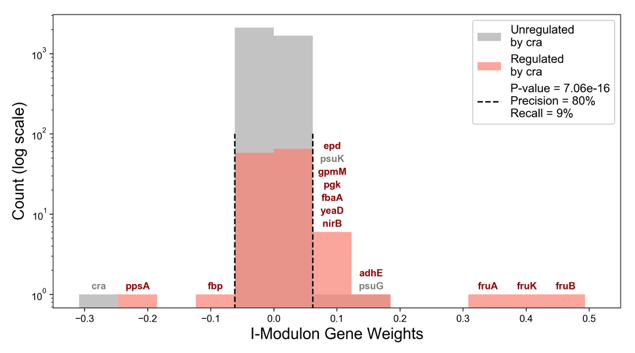 Unregulated
by cra
Regulated
by cra
P-value = 7.06e-16
Precision = 80%
Recall = 9%
Count (log scale)
10³
10²
10¹
10⁰
epd
psuK
gpmM
pgk
fbaA
yeaD
nirB
adhE
psuG
cra
ppsA
fbp
fruA
fruK
fruB
−0.3
−0.2
−0.1
0.0
0.1
0.2
0.3
0.4
0.5
I-Modulon Gene Weights